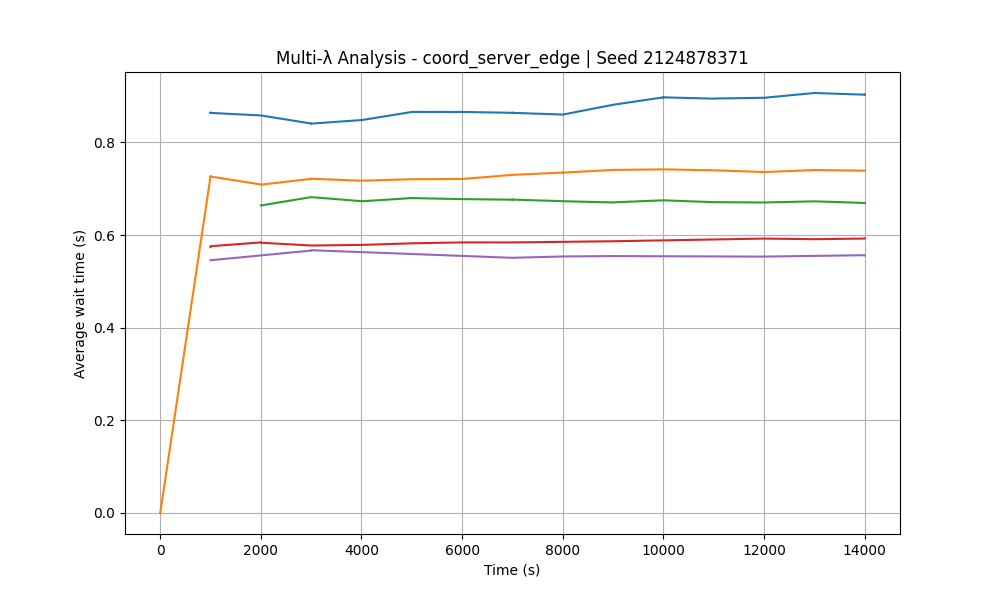 Multi-λ Analysis - coord_server_edge | Seed 2124878371
Average wait time (s)
0.8
0.6
0.4
0.2
0.0
0 2000 4000 6000 8000 10000 12000 14000
Time (s)